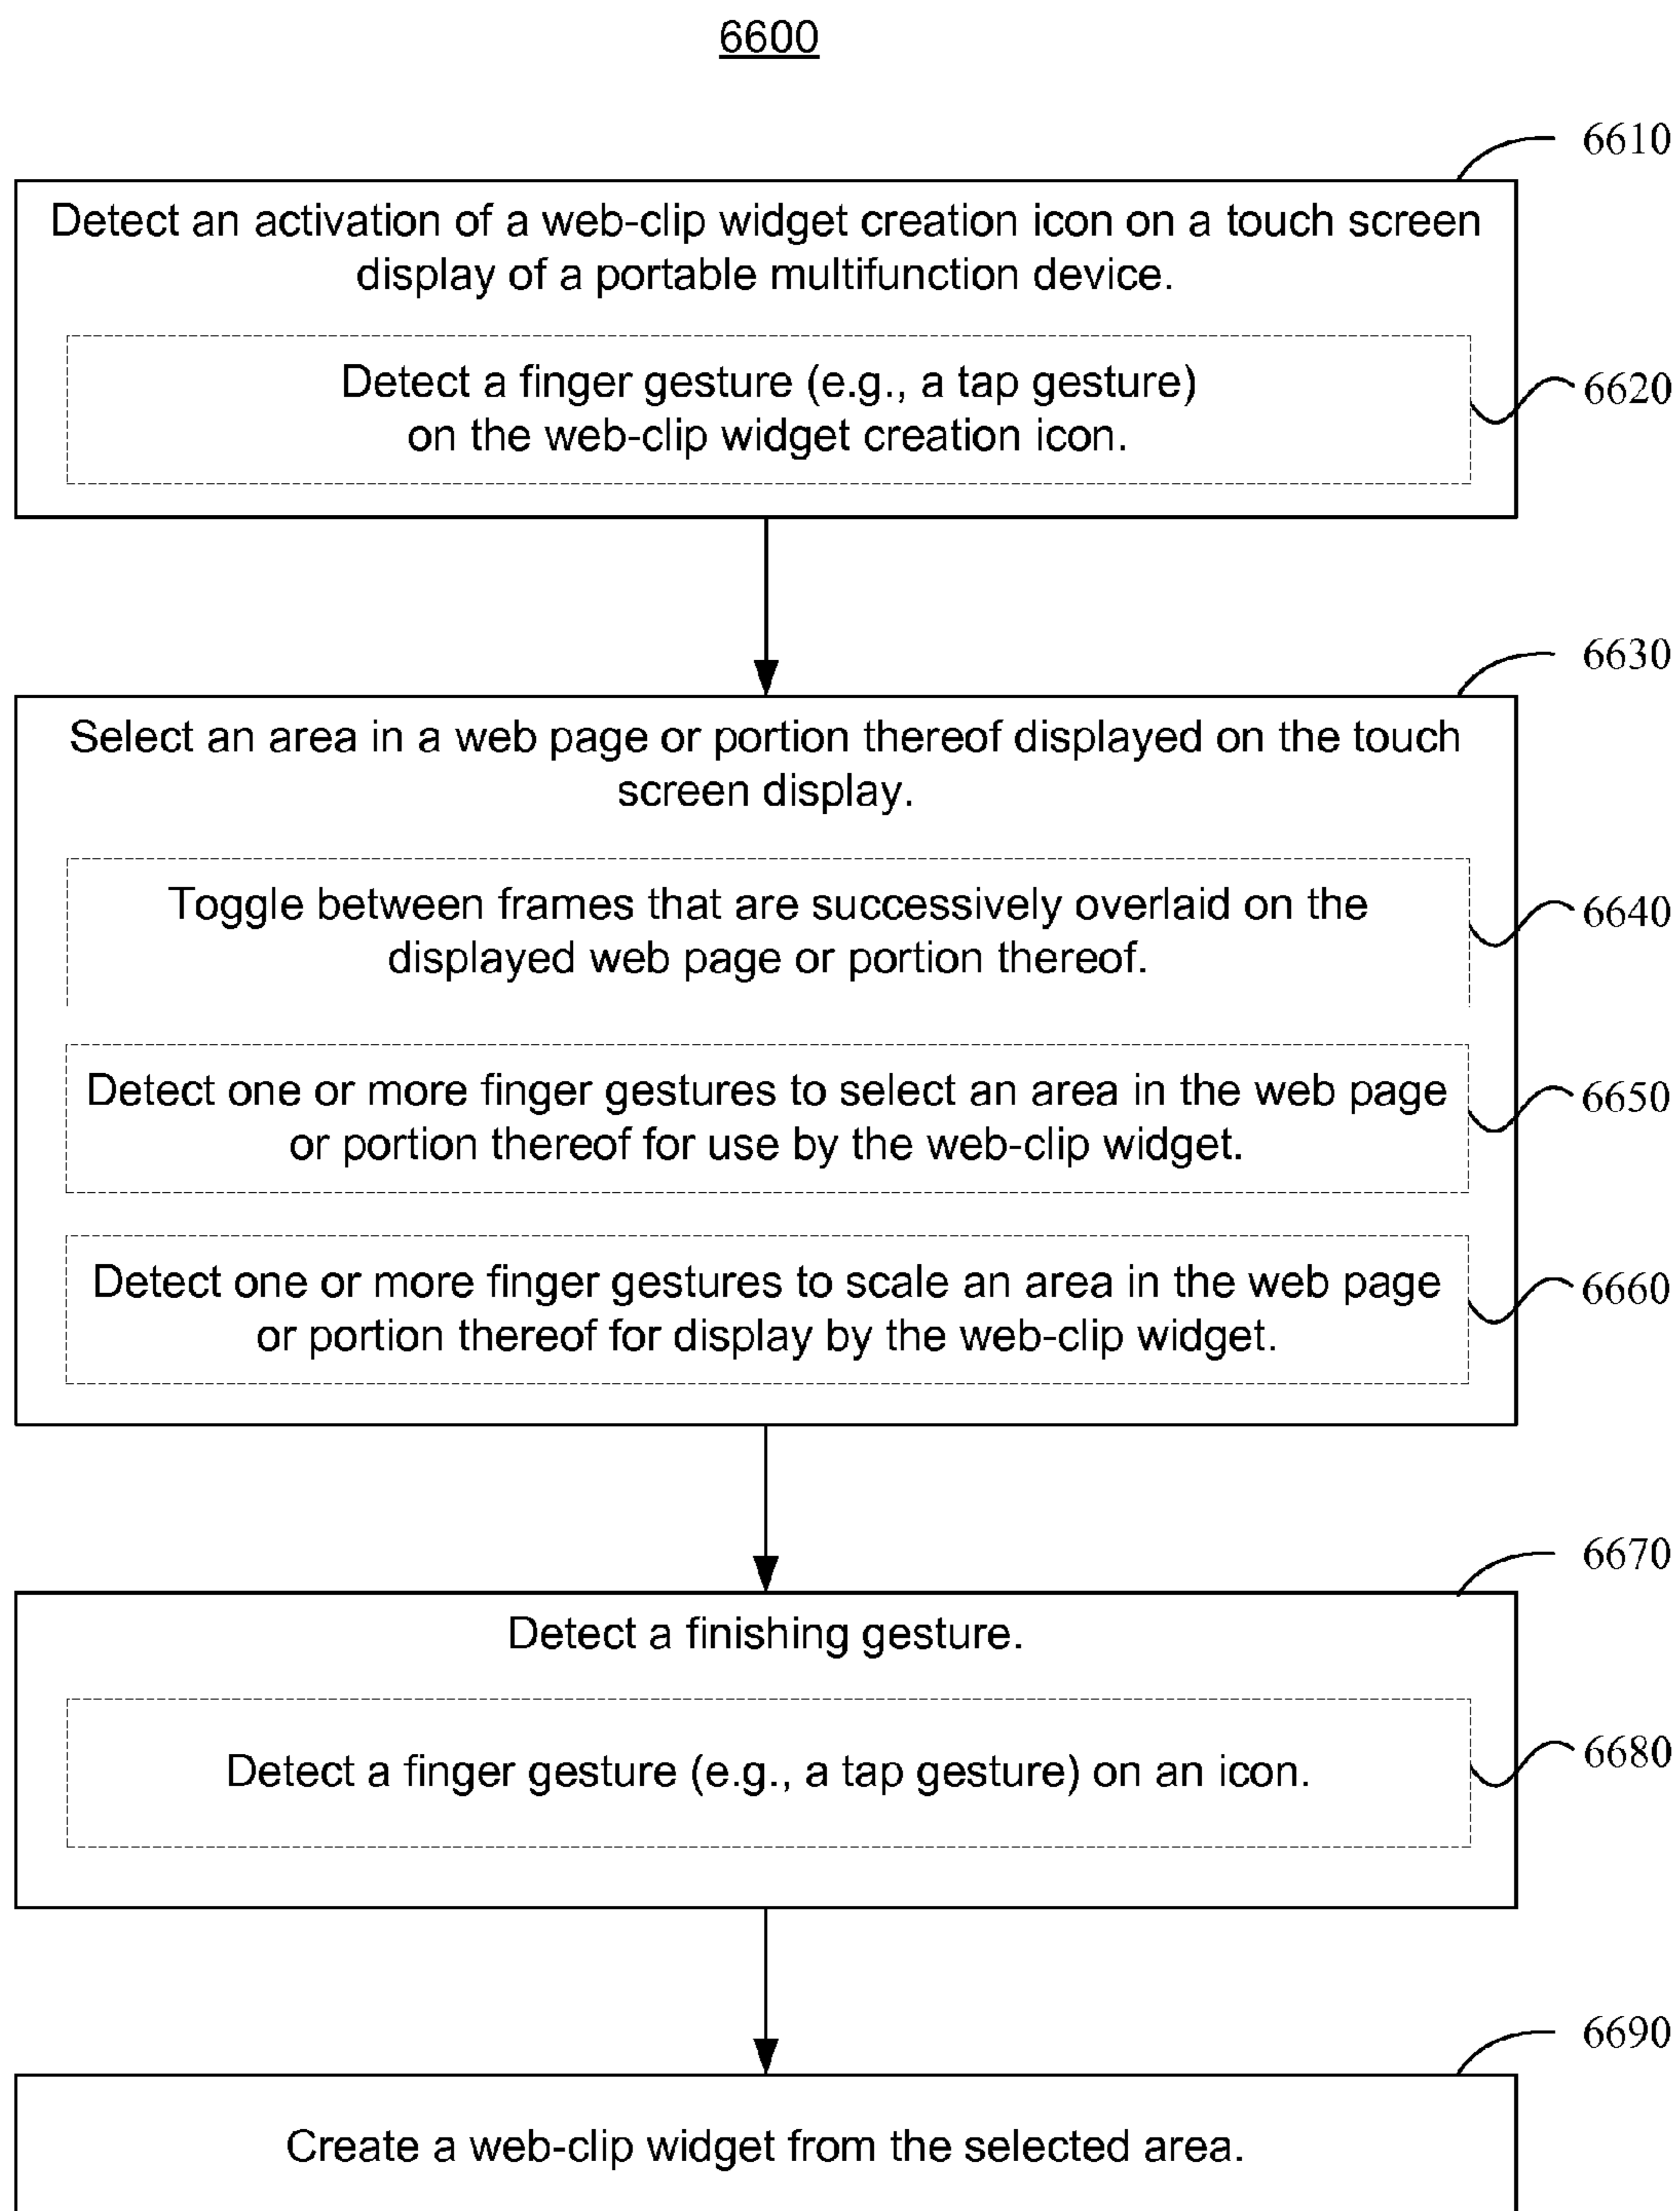 6600
6610
Detect an activation of a web-clip widget creation icon on a touch screen
display of a portable multifunction device.
Detect a finger gesture (e.g., a tap gesture)
on the web-clip widget creation icon.
6620
6630
Select an area in a web page or portion thereof displayed on the touch
screen display.
Toggle between frames that are successively overlaid on the
displayed web page or portion thereof.
6640
Detect one or more finger gestures to select an area in the web page
or portion thereof for use by the web-clip widget.
6650
Detect one or more finger gestures to scale an area in the web page
or portion thereof for display by the web-clip widget.
6660
6670
Detect a finishing gesture.
Detect a finger gesture (e.g., a tap gesture) on an icon.
6680
6690
Create a web-clip widget from the selected area.